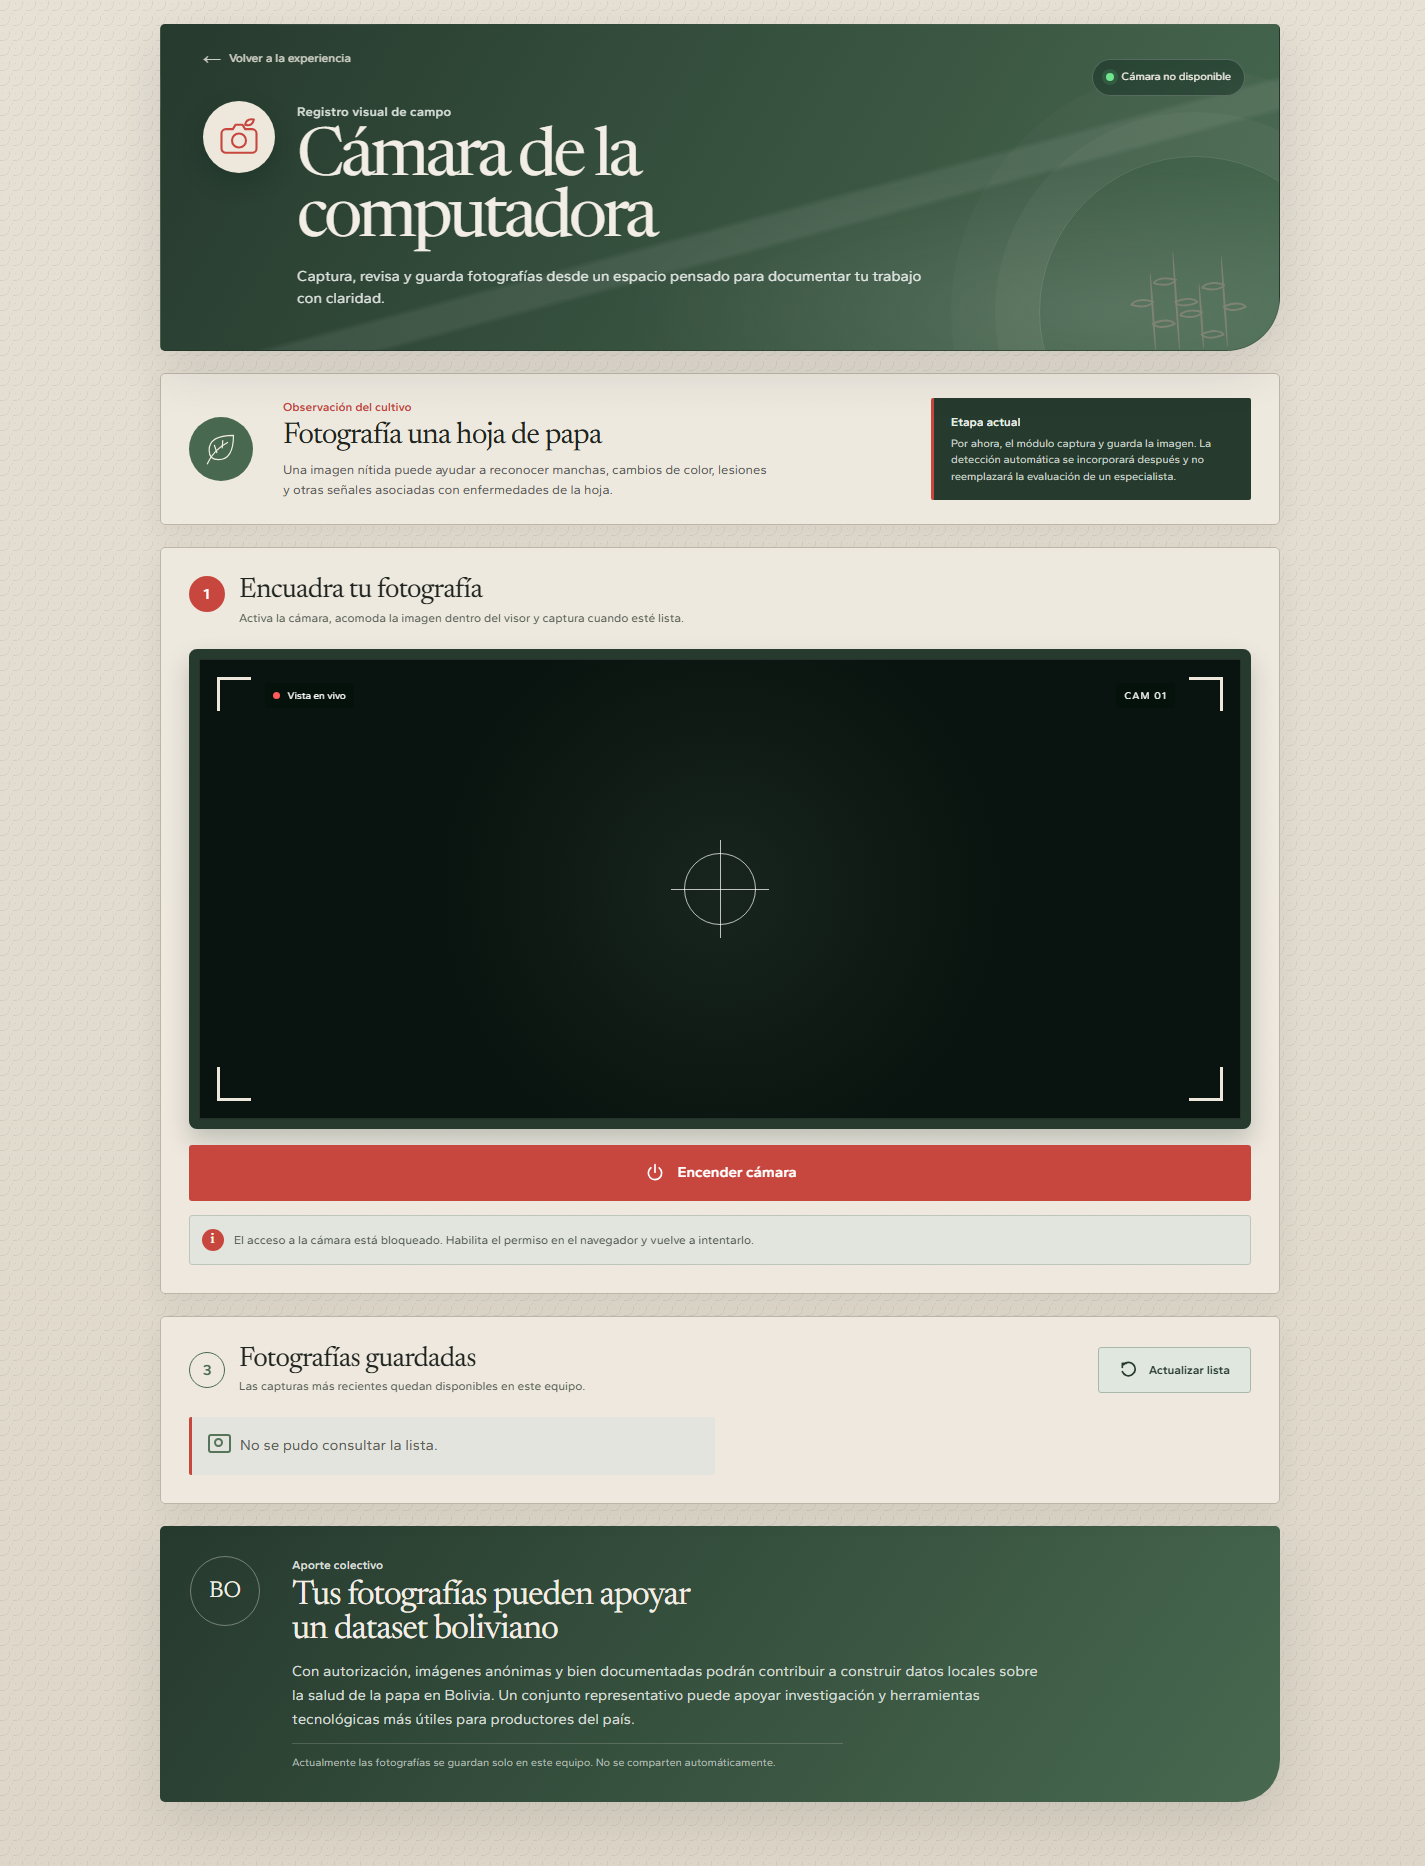 ← Volver a la experiencia
Cámara no disponible
Registro visual de campo
Cámara de la
computadora
Captura, revisa y guarda fotografías desde un espacio pensado para documentar tu trabajo
con claridad.
Observación del cultivo
Fotografía una hoja de papa
Una imagen nítida puede ayudar a reconocer manchas, cambios de color, lesiones
y otras señales asociadas con enfermedades de la hoja.
Etapa actual
Por ahora, el módulo captura y guarda la imagen. La
detección automática se incorporará después y no
reemplazará la evaluación de un especialista.
1
Encuadra tu fotografía
Activa la cámara, acomoda la imagen dentro del visor y captura cuando esté lista.
Vista en vivo
CAM 01
Encender cámara
i
El acceso a la cámara está bloqueado. Habilita el permiso en el navegador y vuelve a intentarlo.
3
Fotografías guardadas
Las capturas más recientes quedan disponibles en este equipo.
Actualizar lista
No se pudo consultar la lista.
BO
Aporte colectivo
Tus fotografías pueden apoyar
un dataset boliviano
Con autorización, imágenes anónimas y bien documentadas podrán contribuir a construir datos locales sobre
la salud de la papa en Bolivia. Un conjunto representativo puede apoyar investigación y herramientas
tecnológicas más útiles para productores del país.
Actualmente las fotografías se guardan solo en este equipo. No se comparten automáticamente.